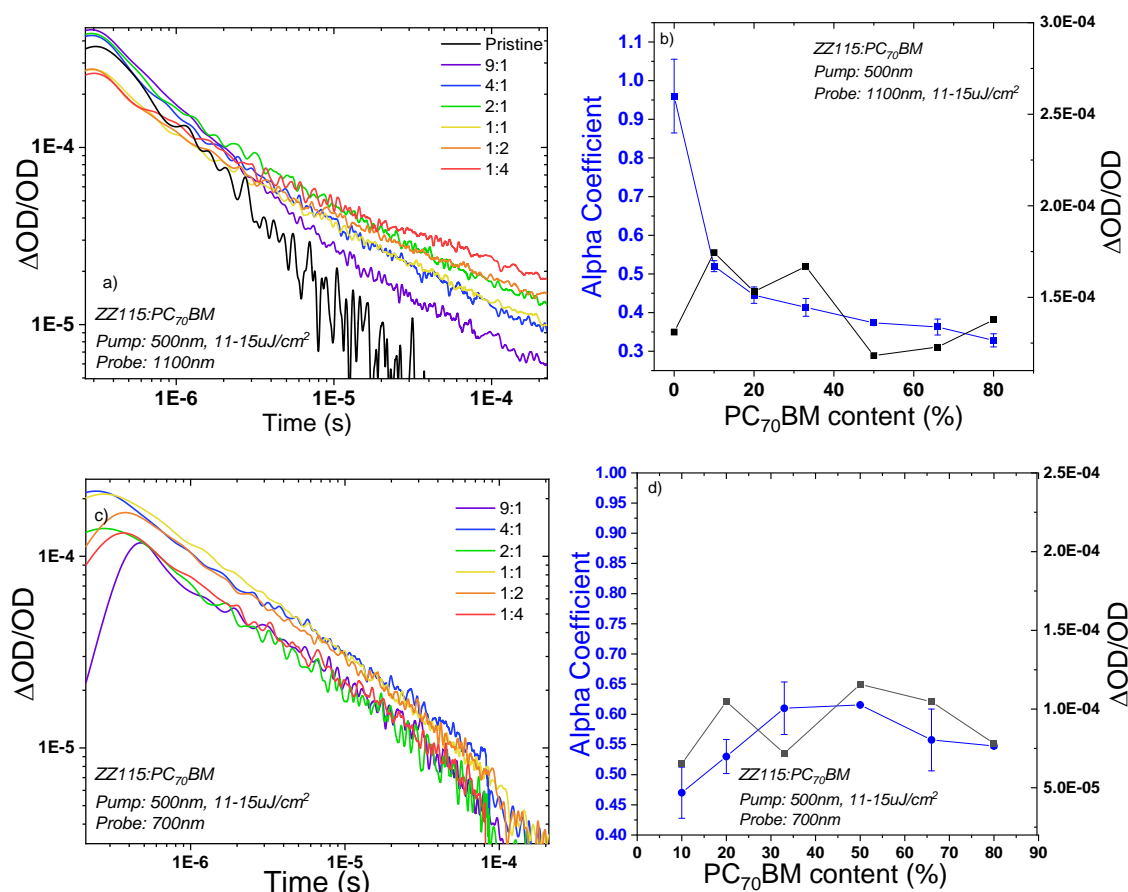 ΔOD/OD
1E-4
1E-5
1E-6
1E-5
1E-4
Time (s)
a)
ZZ115:PC70BM
Pump: 500nm, 11-15uJ/cm2
Probe: 1100nm
Pristine
9:1
4:1
2:1
1:1
1:2
1:4
b)
Alpha Coefficient
1.1
1.0
0.9
0.8
0.7
0.6
0.5
0.4
0.3
ZZ115:PC70BM
Pump: 500nm
Probe: 1100nm, 11-15uJ/cm2
3.0E-04
2.5E-04
2.0E-04
1.5E-04
ΔOD/OD
0
20
40
60
80
PC70BM content (%)
ΔOD/OD
1E-4
1E-5
c)
9:1
4:1
2:1
1:1
1:2
1:4
ZZ115:PC70BM
Pump: 500nm, 11-15uJ/cm2
Probe: 700nm
1E-6
1E-5
1E-4
Time (s)
d)
Alpha Coefficient
1.00
0.95
0.90
0.85
0.80
0.75
0.70
0.65
0.60
0.55
0.50
0.45
0.40
ZZ115:PC70BM
Pump: 500nm, 11-15uJ/cm2
Probe: 700nm
2.5E-04
2.0E-04
1.5E-04
1.0E-04
5.0E-05
ΔOD/OD
0
10
20
30
40
50
60
70
80
90
PC70BM content (%)